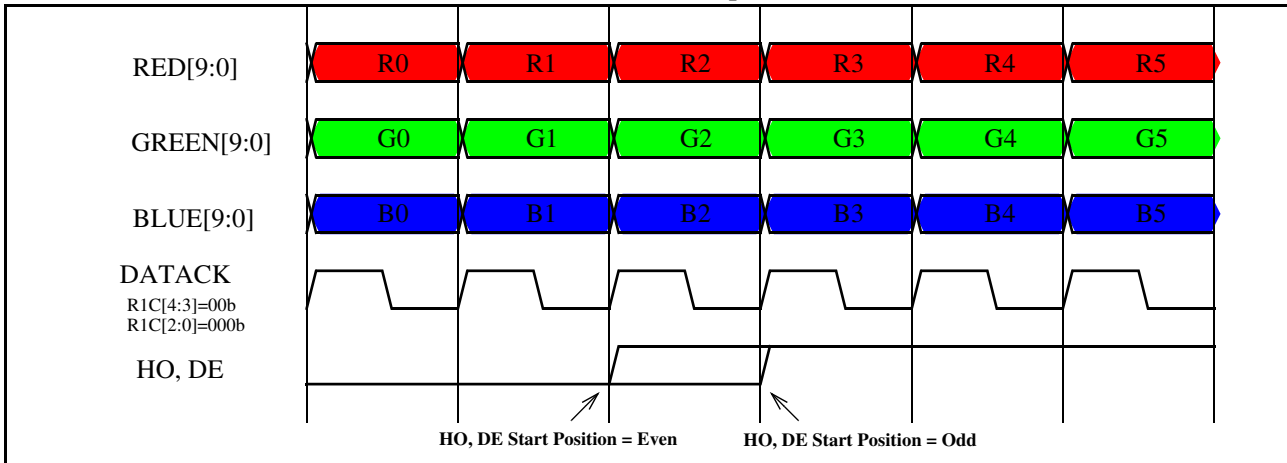 RED[9:0] R0 R1 R2 R3 R4 R5
GREEN[9:0] G0 G1 G2 G3 G4 G5
BLUE[9:0] B0 B1 B2 B3 B4 B5
DATACK
R1C[4:3]=00b
R1C[2:0]=000b
HO, DE
HO, DE Start Position = Even HO, DE Start Position = Odd